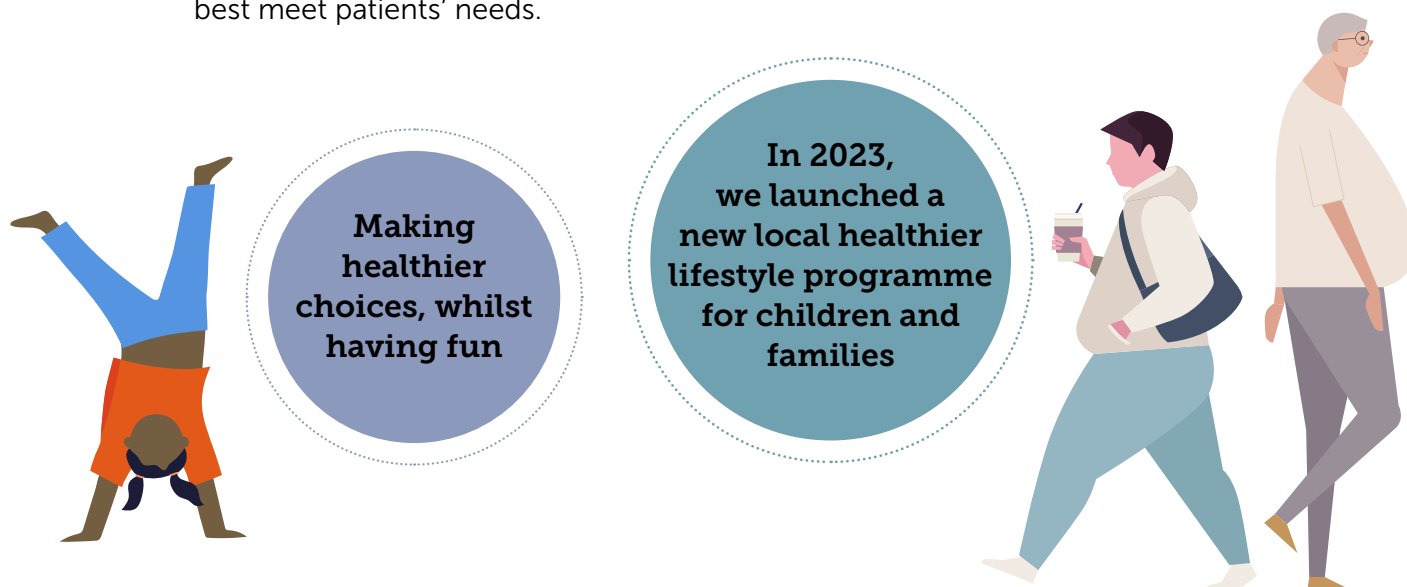 best meet patients’ needs.
Making
healthier
choices, whilst
having fun
In 2023,
we launched a
new local healthier
lifestyle programme
for children and
families